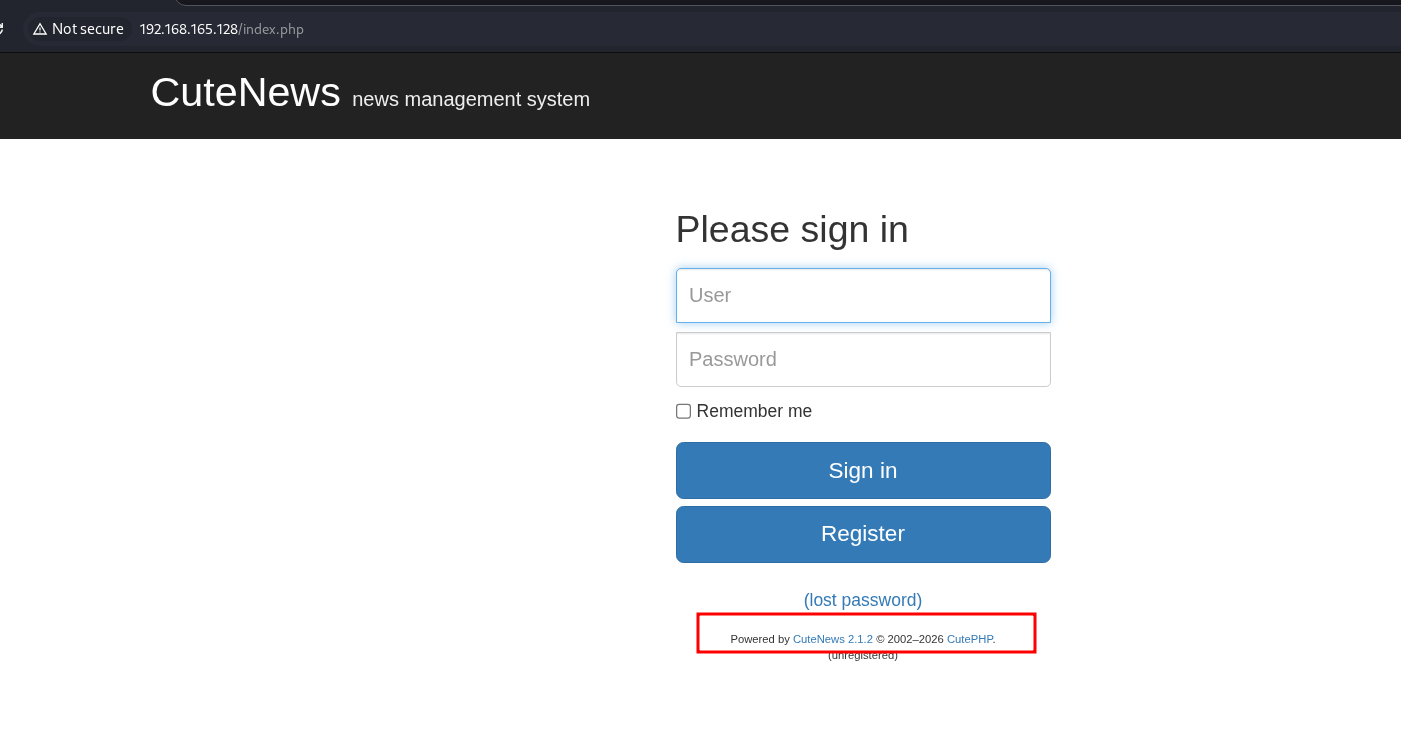 Not secure 192.168.165.128/index.php
CuteNews news management system
Please sign in
User
Password
Remember me
Sign in
Register
(lost password)
Powered by CuteNews 2.1.2 © 2002–2026 CutePHP.
(unregistered)